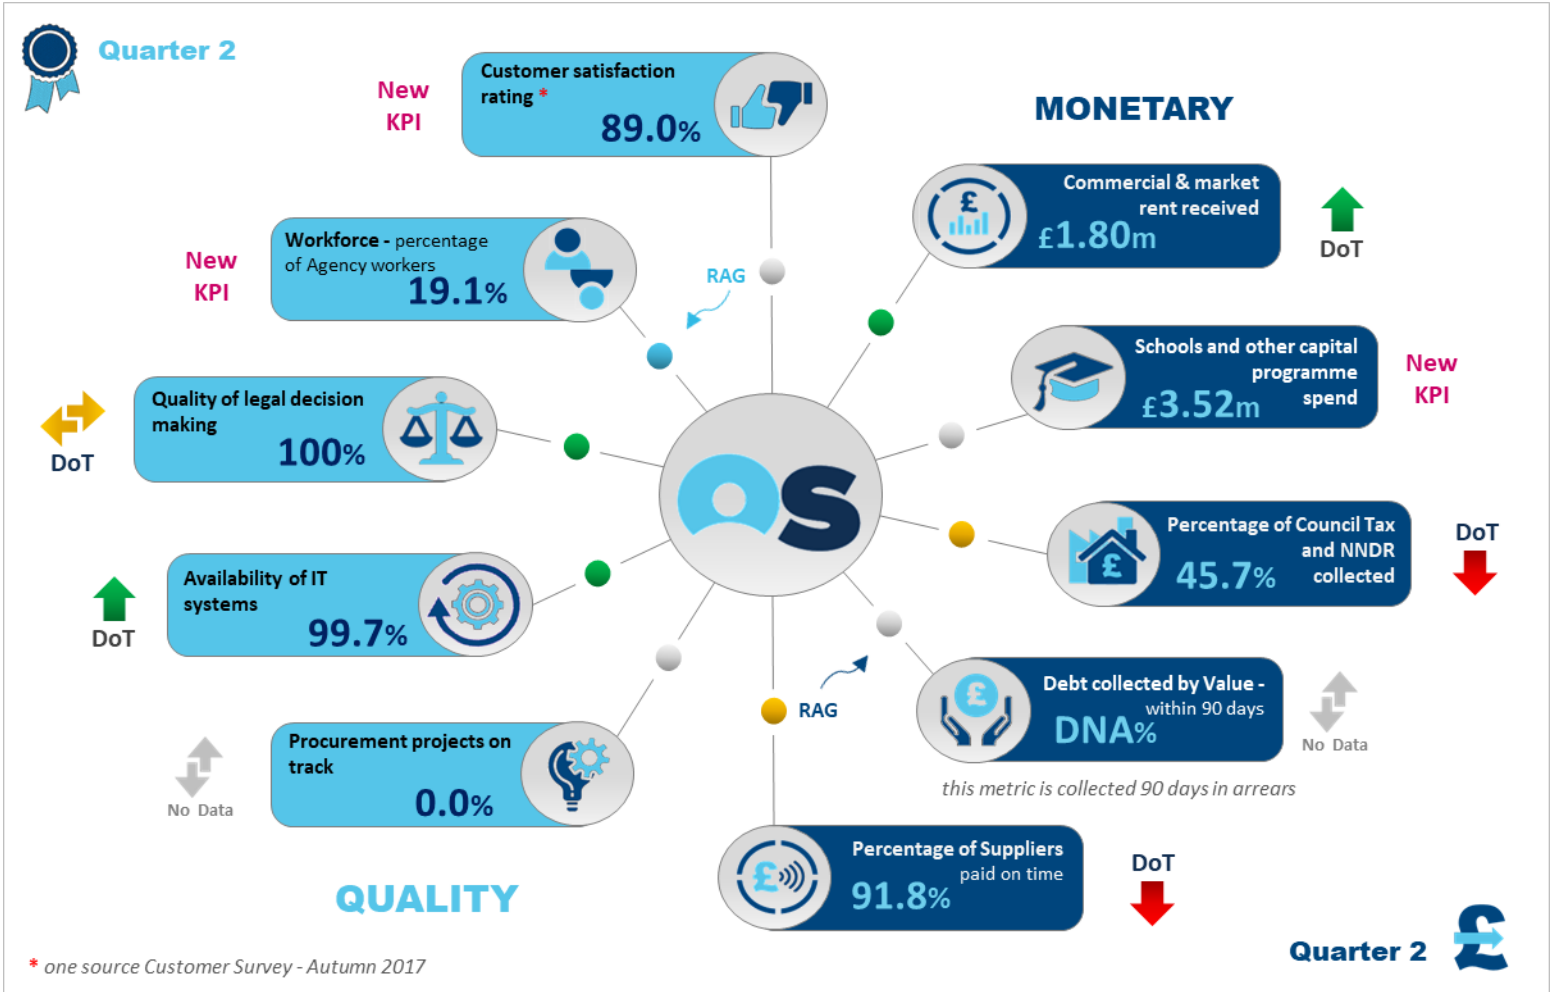 Quarter 2
New
KPI
Customer satisfaction
rating *
89.0%
MONETARY
Commercial & market
rent received
£1.80m
DoT
New
KPI
Workforce - percentage
of Agency workers
19.1%
RAG
Schools and other capital
programme
spend
£3.52m
New
KPI
DoT
Quality of legal decision
making
100%
OS
Percentage of Council Tax
and NNDR
collected
45.7%
DoT
DoT
Availability of IT
systems
99.7%
Debt collected by Value -
within 90 days
DNA%
No Data
this metric is collected 90 days in arrears
RAG
No Data
Procurement projects on
track
0.0%
Percentage of Suppliers
paid on time
91.8%
DoT
QUALITY
Quarter 2
£
* one source Customer Survey - Autumn 2017